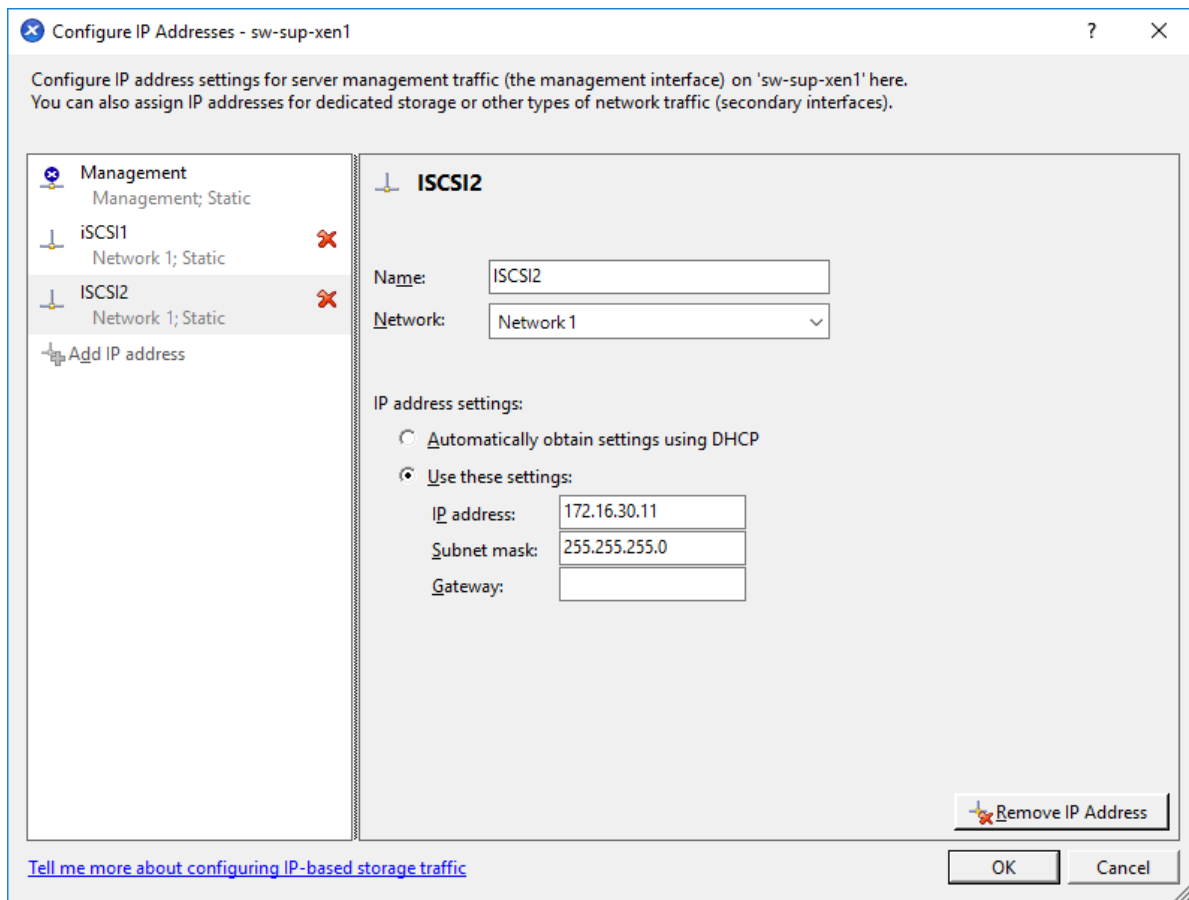 Configure IP Addresses - sw-sup-xen1
?
Configure IP address settings for server management traffic (the management interface) on 'sw-sup-xen1' here.
You can also assign IP addresses for dedicated storage or other types of network traffic (secondary interfaces).
Management
Management; Static
iSCSI1
Network 1; Static
ISCSI2
Network 1; Static
Add IP address
ISCSI2
Name: ISCSI2
Network: Network 1
IP address settings:
Automatically obtain settings using DHCP
Use these settings:
IP address: 172.16.30.11
Subnet mask: 255.255.255.0
Gateway:
Remove IP Address
Tell me more about configuring IP-based storage traffic
OK Cancel